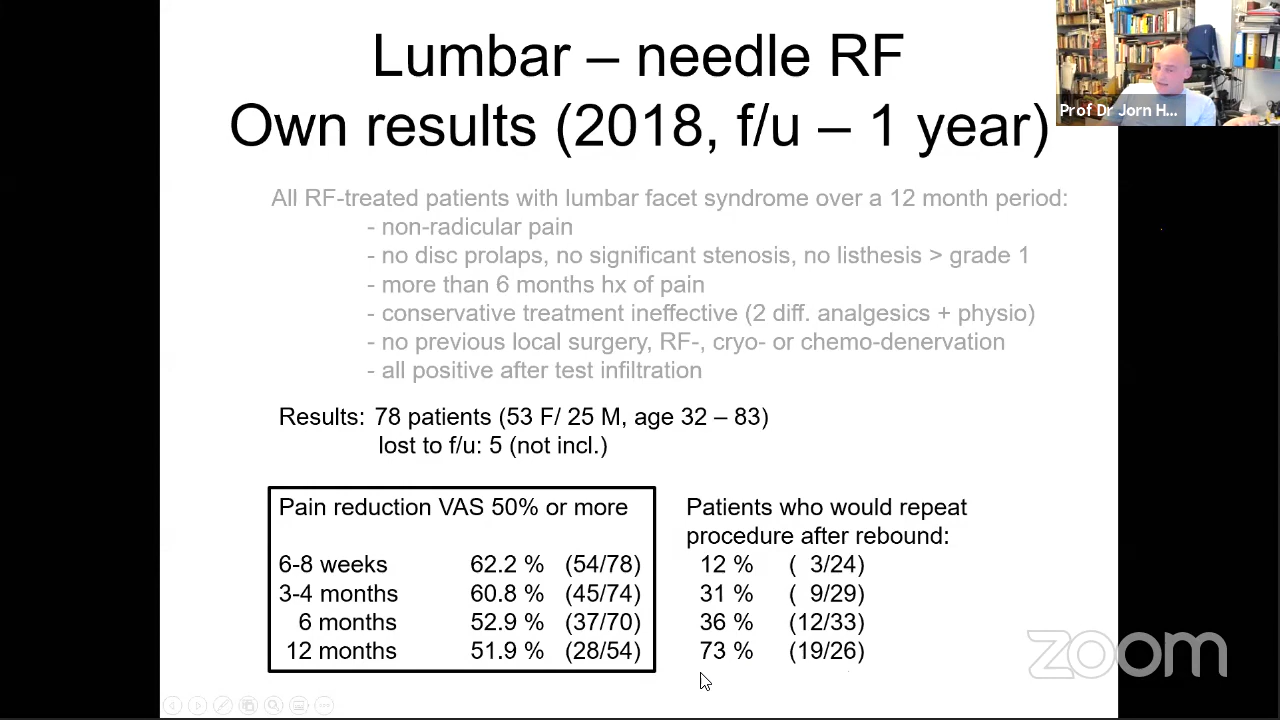 Lumbar – needle RF
Own results (2018, f/u – 1 year)
Prof Dr Jorn H...
All RF-treated patients with lumbar facet syndrome over a 12 month period:
- non-radicular pain
- no disc prolaps, no significant stenosis, no listhesis > grade 1
- more than 6 months hx of pain
- conservative treatment ineffective (2 diff. analgesics + physio)
- no previous local surgery, RF-, cryo- or chemo-denervation
- all positive after test infiltration
Results: 78 patients (53 F/ 25 M, age 32 – 83)
lost to f/u: 5 (not incl.)
Pain reduction VAS 50% or more
6-8 weeks 62.2 % (54/78)
3-4 months 60.8 % (45/74)
6 months 52.9 % (37/70)
12 months 51.9 % (28/54)
Patients who would repeat
procedure after rebound:
12 % ( 3/24)
31 % ( 9/29)
36 % (12/33)
73 % (19/26)
zoom